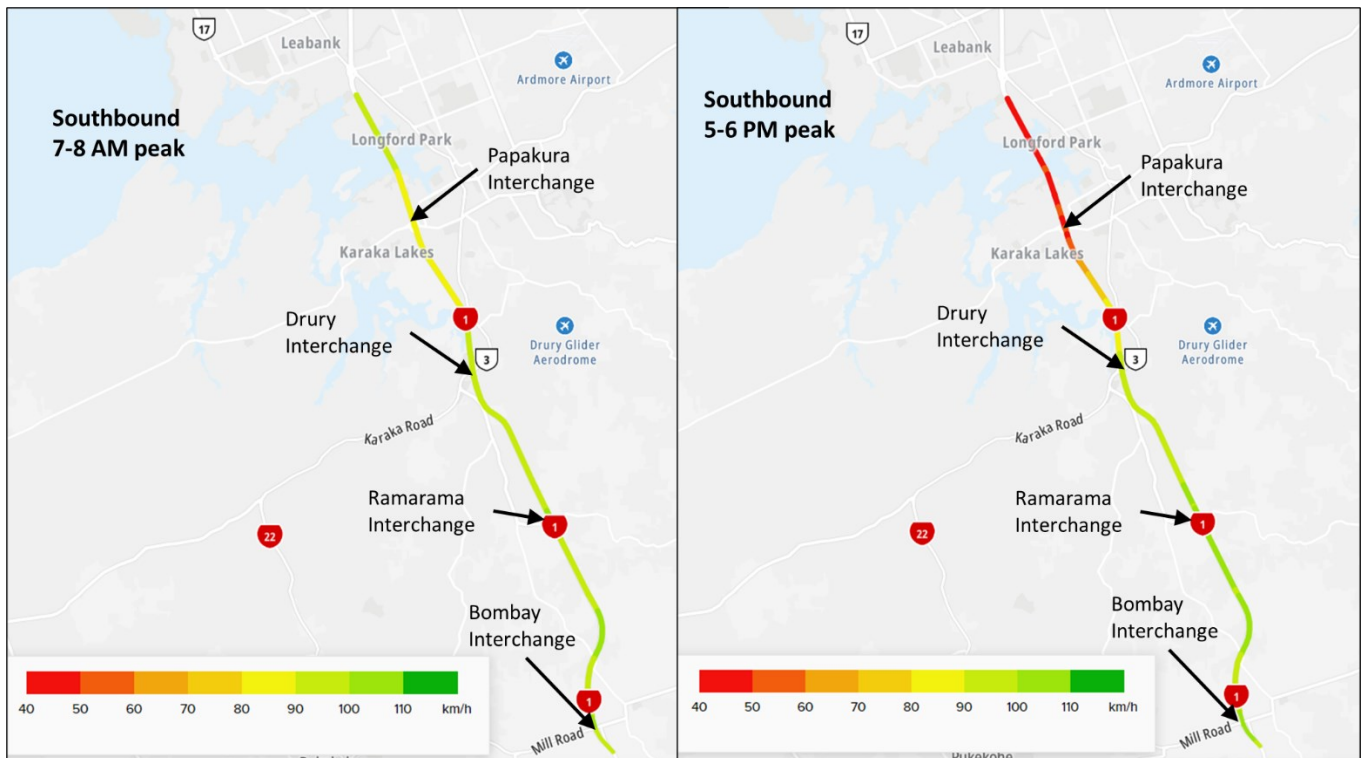 17
Leabank
Ardmore Airport
Southbound
7-8 AM peak
Longford Park
Papakura
Interchange
Karaka Lakes
Drury
Interchange
1
3
Drury Glider
Aerodrome
Karaka Road
Ramarama
Interchange
1
22
Bombay
Interchange
1
Mill Road
40 50 60 70 80 90 100 110 km/h
17
Leabank
Ardmore Airport
Southbound
5-6 PM peak
Longford Park
Papakura
Interchange
Karaka Lakes
Drury
Interchange
1
3
Drury Glider
Aerodrome
Karaka Road
Ramarama
Interchange
1
22
Bombay
Interchange
1
Mill Road
40 50 60 70 80 90 100 110 km/h